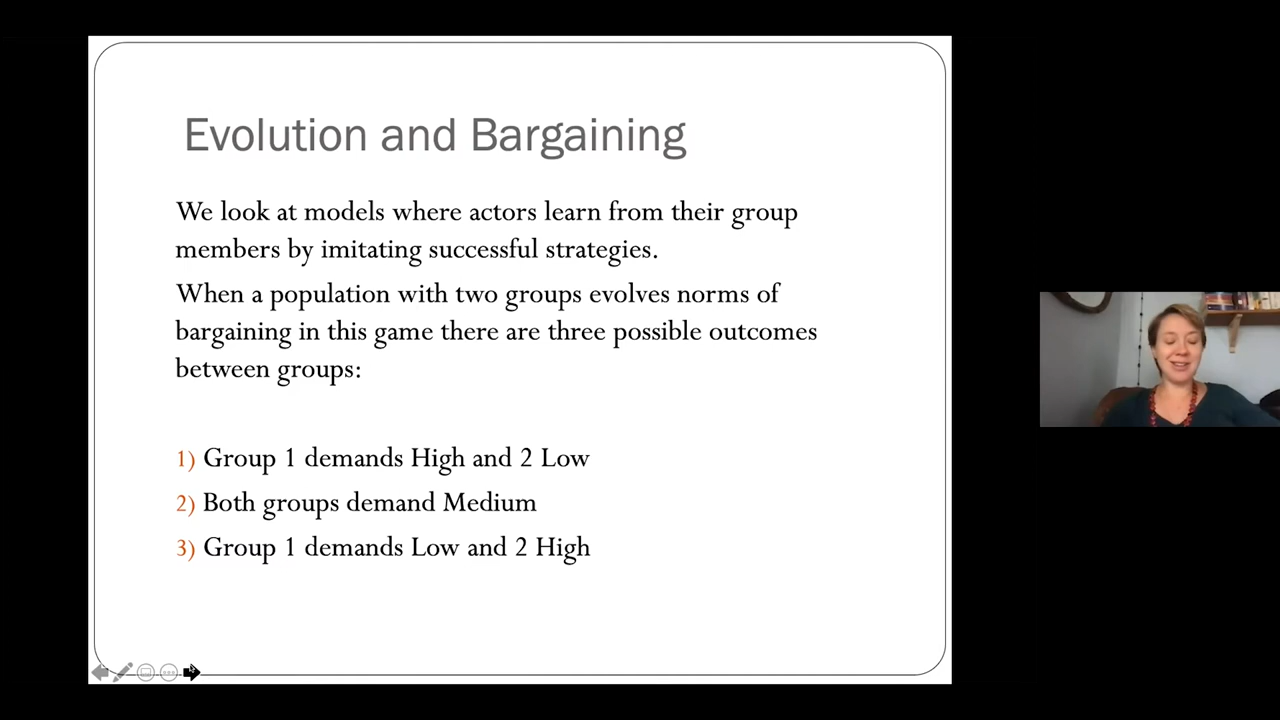 Evolution and Bargaining
We look at models where actors learn from their group
members by imitating successful strategies.
When a population with two groups evolves norms of
bargaining in this game there are three possible outcomes
between groups:
1) Group 1 demands High and 2 Low
2) Both groups demand Medium
3) Group 1 demands Low and 2 High